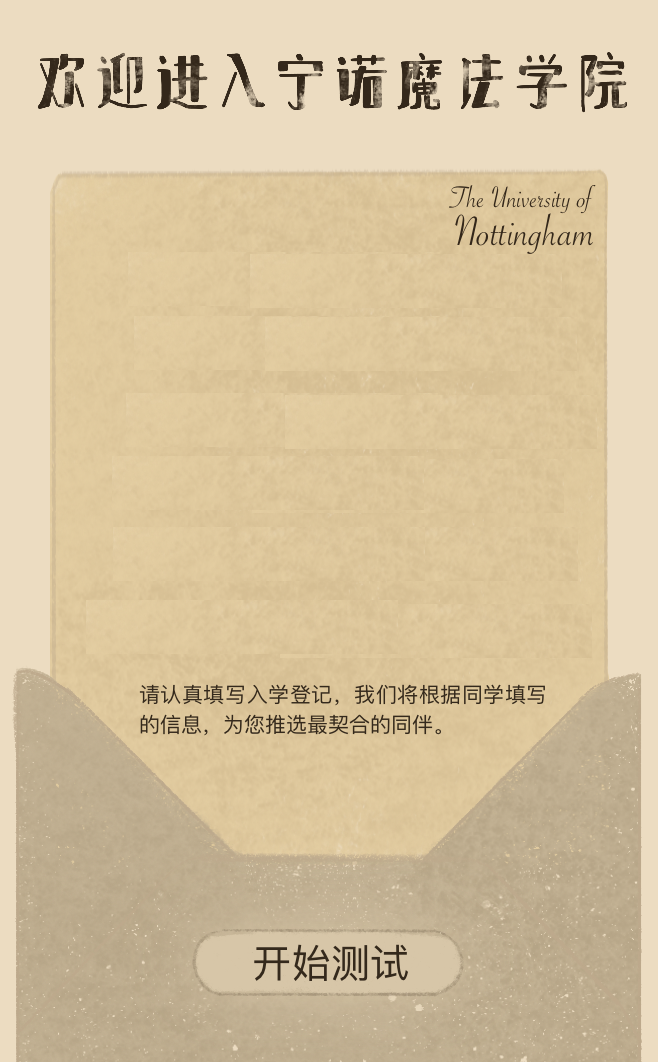 欢迎进入宁诺魔法学院
The University of
Nottingham
请认真填写入学登记，我们将根据同学填写
的信息，为您推选最契合的同伴。
开始测试